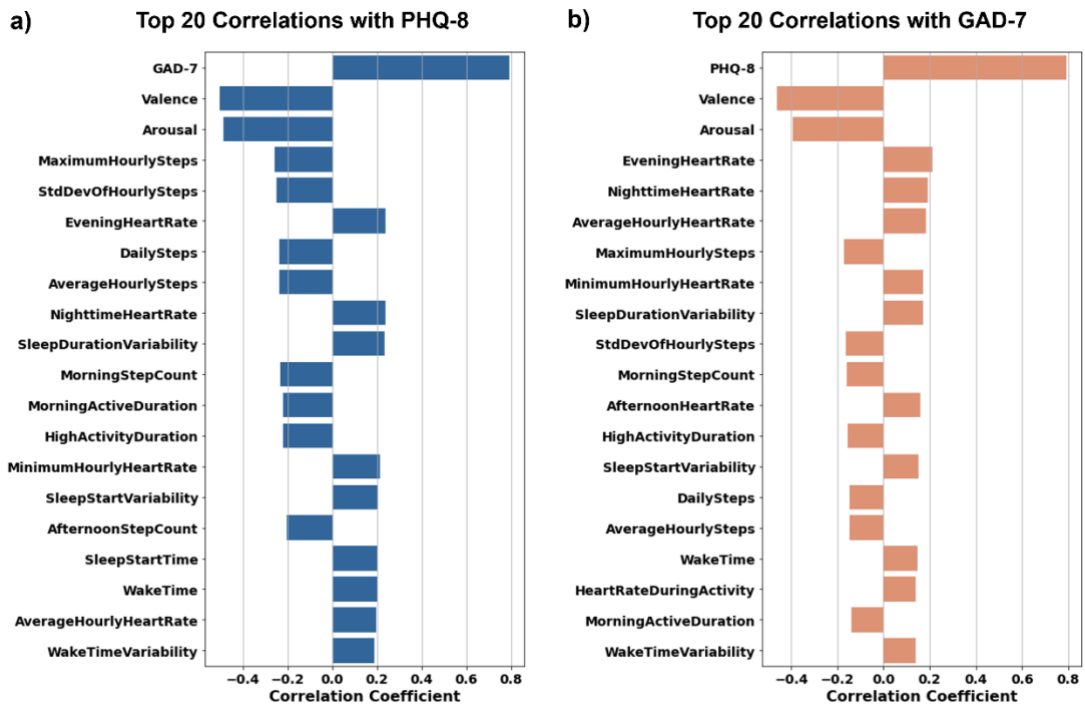 a)
Top 20 Correlations with PHQ-8
GAD-7
Valence
Arousal
MaximumHourlySteps
StdDevOfHourlySteps
EveningHeartRate
DailySteps
AverageHourlySteps
NighttimeHeartRate
SleepDurationVariability
MorningStepCount
MorningActiveDuration
HighActivityDuration
MinimumHourlyHeartRate
SleepStartVariability
AfternoonStepCount
SleepStartTime
WakeTime
AverageHourlyHeartRate
WakeTimeVariability
−0.4 −0.2 0.0 0.2 0.4 0.6 0.8
Correlation Coefficient
b)
Top 20 Correlations with GAD-7
PHQ-8
Valence
Arousal
EveningHeartRate
NighttimeHeartRate
AverageHourlyHeartRate
MaximumHourlySteps
MinimumHourlyHeartRate
SleepDurationVariability
StdDevOfHourlySteps
MorningStepCount
AfternoonHeartRate
HighActivityDuration
SleepStartVariability
DailySteps
AverageHourlySteps
WakeTime
HeartRateDuringActivity
MorningActiveDuration
WakeTimeVariability
−0.4 −0.2 0.0 0.2 0.4 0.6 0.8
Correlation Coefficient